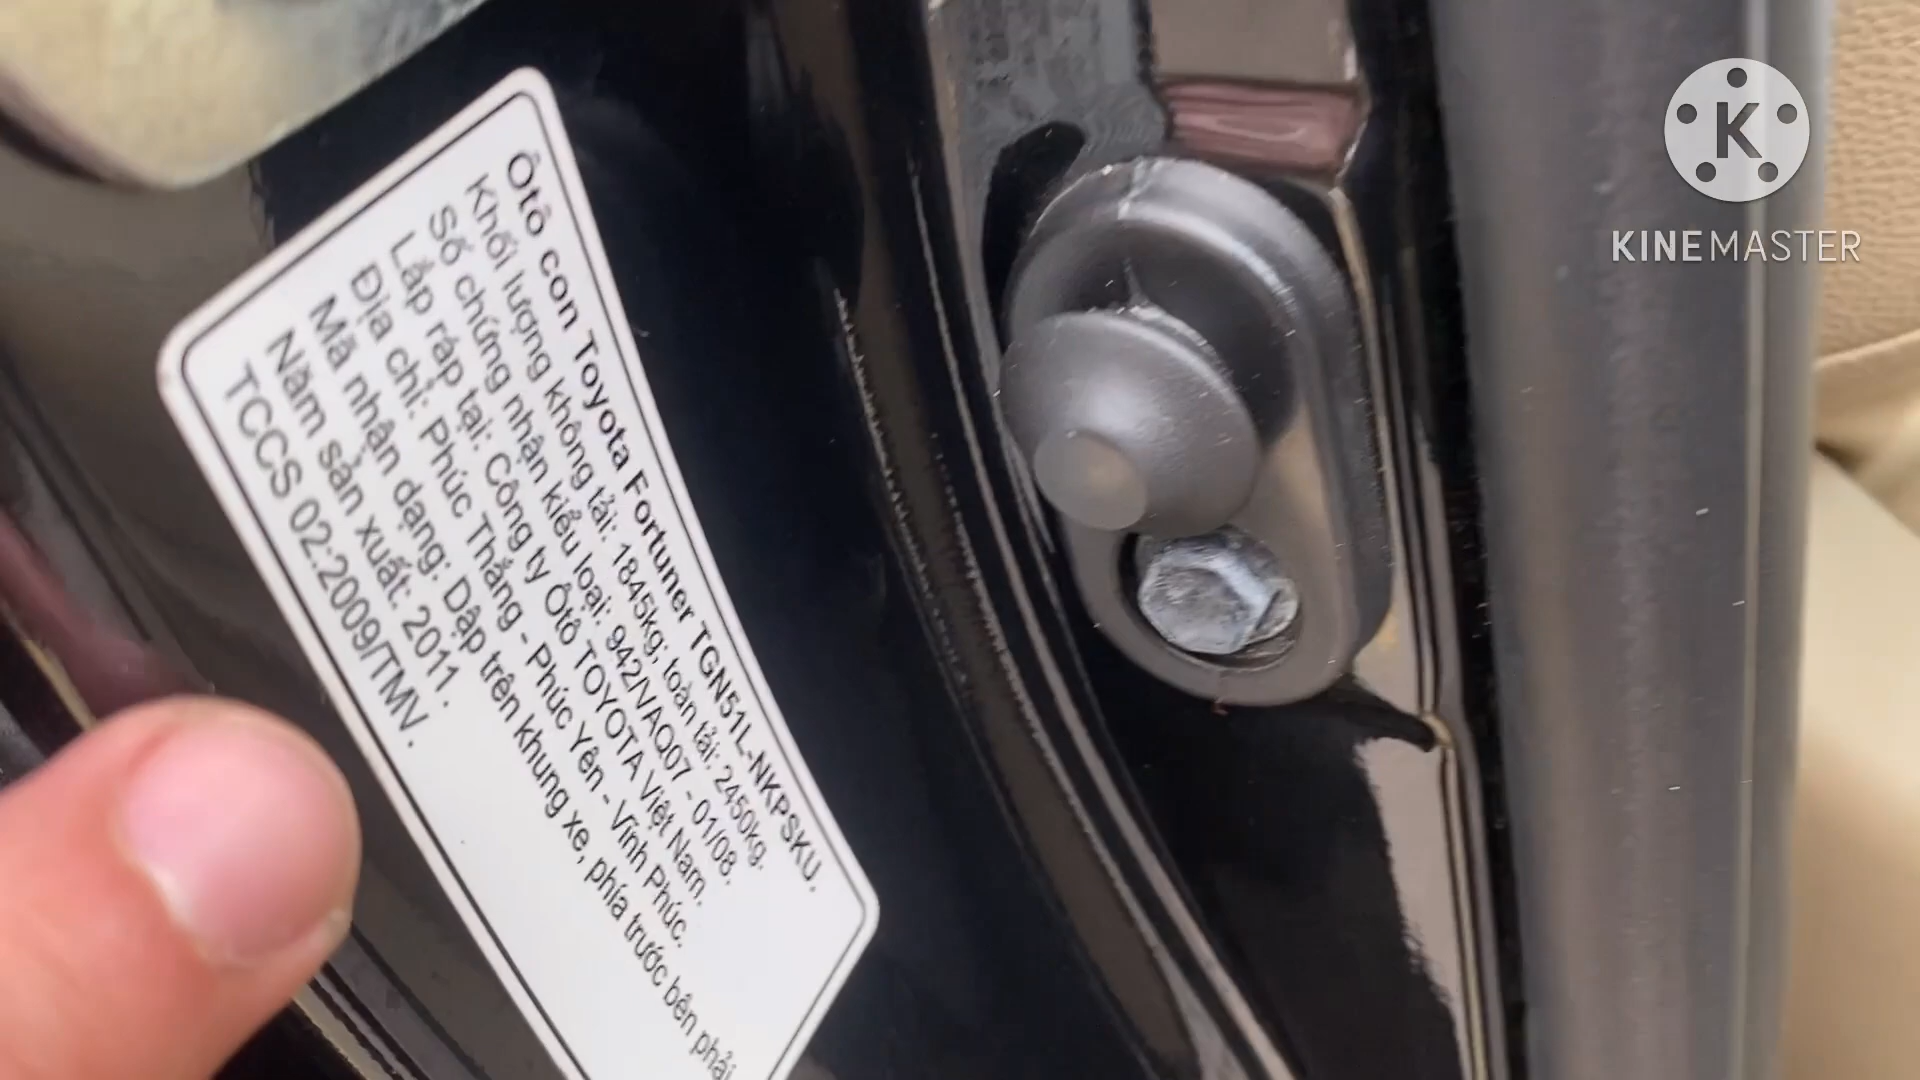 Ôtô con Toyota Fortuner TGN51L-NKPSKU.
Khối lượng không tải: 1845kg; toàn tải: 2450kg.
Số chứng nhận kiểu loại: 942/VAQ07 - 01/08.
Lắp ráp tại: Công ty Ôtô TOYOTA Việt Nam.
Địa chỉ: Phúc Thắng - Phúc Yên - Vĩnh Phúc.
Mã nhận dạng: Dập trên khung xe, phía trước bên phải
Năm sản xuất: 2011.
TCCS 02:2009/TMV.
K
KINEMASTER